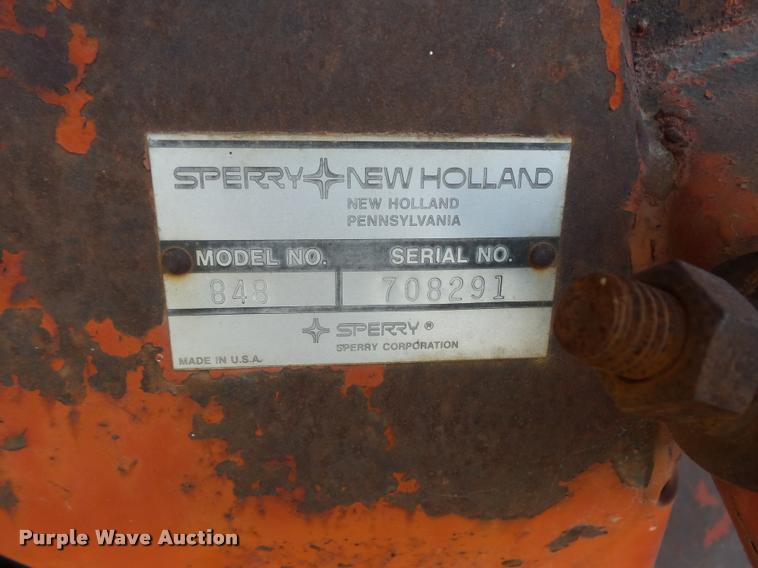 SPERRY NEW HOLLAND
NEW HOLLAND
PENNSYLVANIA
MODEL NO. SERIAL NO.
848 708291
SPERRY®
SPERRY CORPORATION
MADE IN U.S.A.
Purple Wave Auction